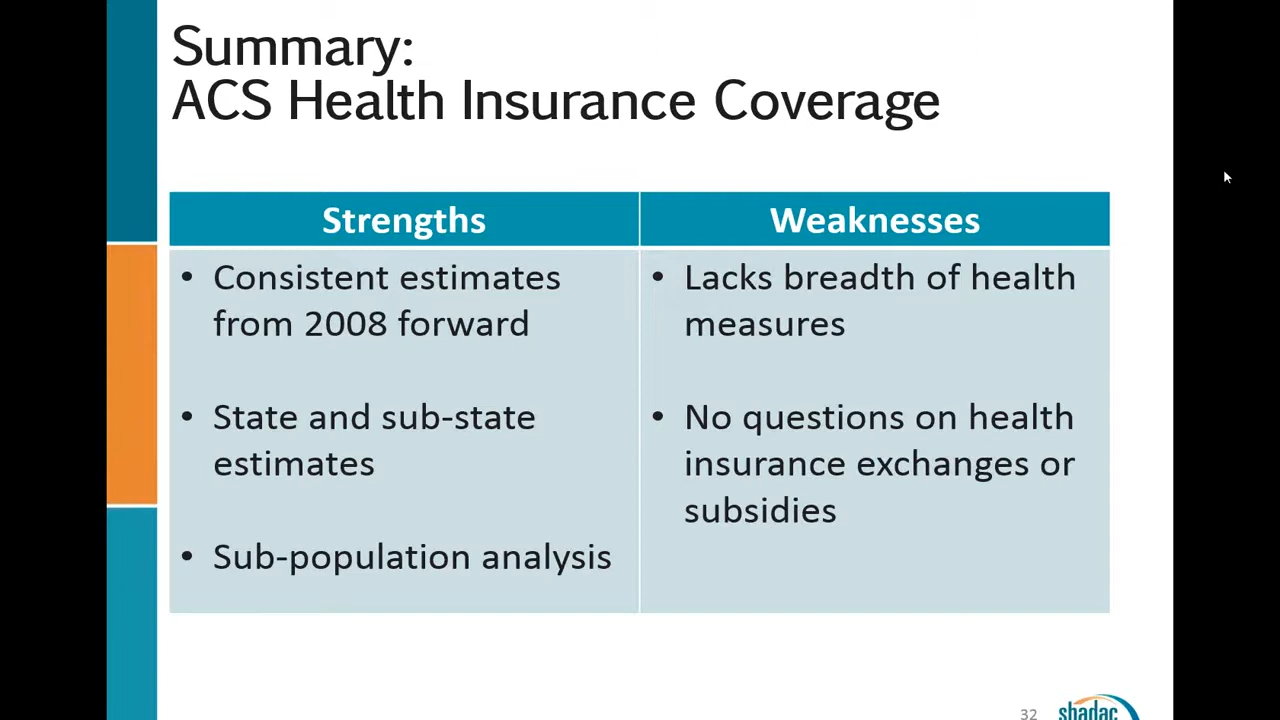 Summary:
ACS Health Insurance Coverage
Strengths
Weaknesses
• Consistent estimates
from 2008 forward
• State and sub-state
estimates
• Sub-population analysis
• Lacks breadth of health
measures
• No questions on health
insurance exchanges or
subsidies
32
shadac